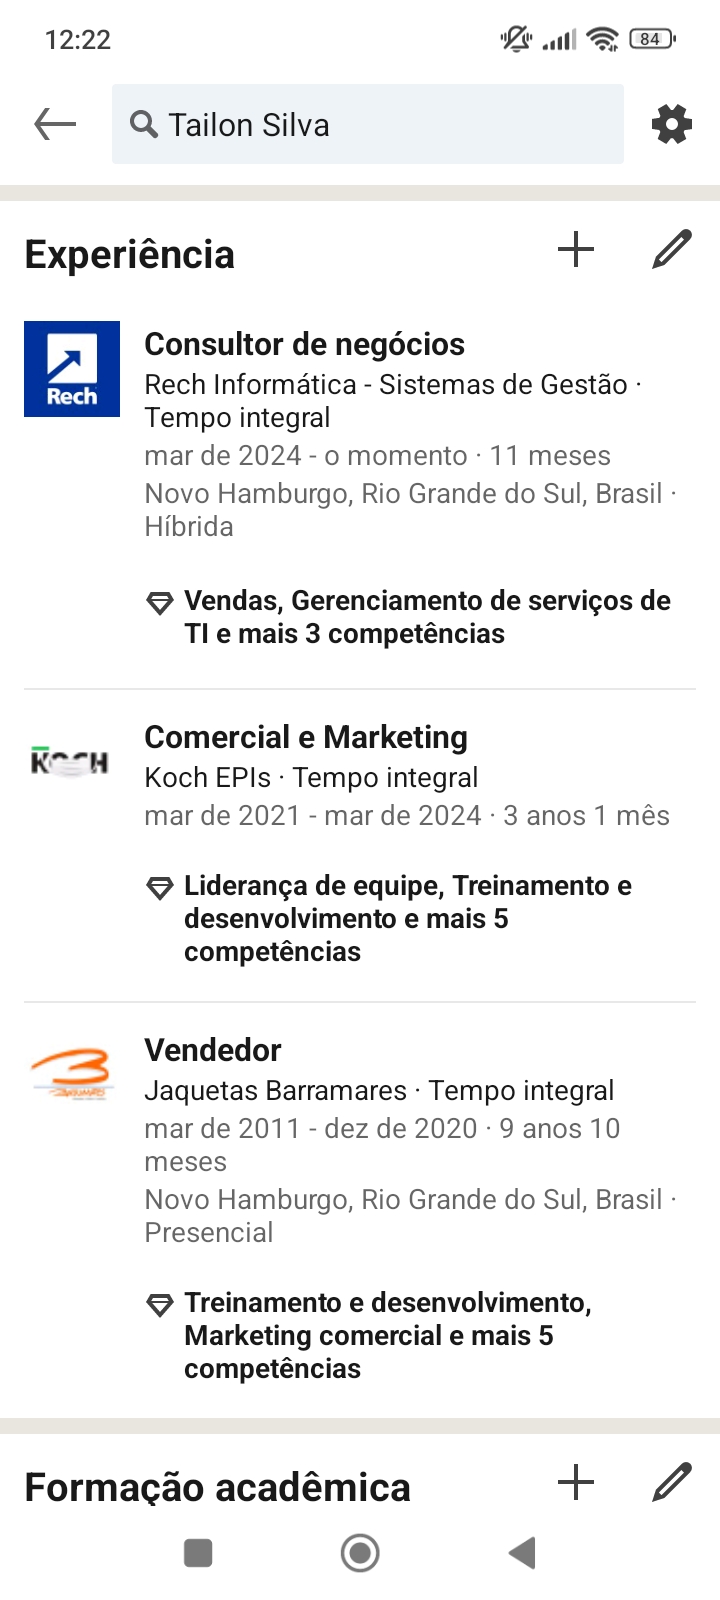 12:22
84
Tailon Silva
Experiência
Rech
Consultor de negócios
Rech Informática - Sistemas de Gestão ·
Tempo integral
mar de 2024 - o momento · 11 meses
Novo Hamburgo, Rio Grande do Sul, Brasil ·
Híbrida
Vendas, Gerenciamento de serviços de
TI e mais 3 competências
KOCH
Comercial e Marketing
Koch EPIs · Tempo integral
mar de 2021 - mar de 2024 · 3 anos 1 mês
Liderança de equipe, Treinamento e
desenvolvimento e mais 5
competências
Vendedor
Jaquetas Barramares · Tempo integral
mar de 2011 - dez de 2020 · 9 anos 10
meses
Novo Hamburgo, Rio Grande do Sul, Brasil ·
Presencial
Treinamento e desenvolvimento,
Marketing comercial e mais 5
competências
Formação acadêmica